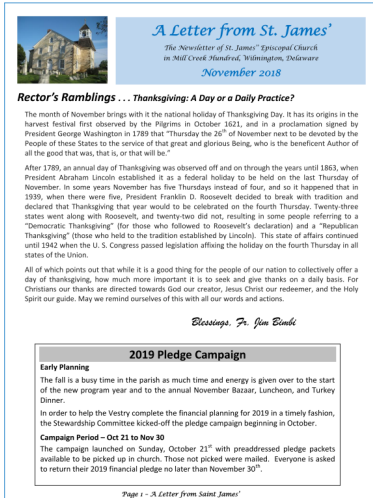 A Letter from St. James'
The Newsletter of St. James" Episcopal Church
in Mill Creek Hundred, Wilmington, Delaware
November 2018
Rector's Ramblings . . . Thanksgiving: A Day or a Daily Practice?
The month of November brings with it the national holiday of Thanksgiving Day. It has its origins in the
harvest festival first observed by the Pilgrims in October 1621, and in a proclamation signed by
President George Washington in 1789 that “Thursday the 26th of November next to be devoted by the
People of these States to the service of that great and glorious Being, who is the beneficent Author of
all the good that was, that is, or that will be.”
After 1789, an annual day of Thanksgiving was observed off and on through the years until 1863, when
President Abraham Lincoln established it as a federal holiday to be held on the last Thursday of
November. In some years November has five Thursdays instead of four, and so it happened that in
1939, when there were five, President Franklin D. Roosevelt decided to break with tradition and
declared that Thanksgiving that year would be celebrated on the fourth Thursday. Twenty-three
states went along with Roosevelt, and twenty-two did not, resulting in some people referring to a
“Democratic Thanksgiving” (for those who followed to Roosevelt's declaration) and a “Republican
Thanksgiving” (those who held to the tradition established by Lincoln). This state of affairs continued
until 1942 when the U. S. Congress passed legislation affixing the holiday on the fourth Thursday in all
states of the Union.
All of which points out that while it is a good thing for the people of our nation to collectively offer a
day of thanksgiving, how much more important it is to seek and give thanks on a daily basis. For
Christians our thanks are directed towards God our creator, Jesus Christ our redeemer, and the Holy
Spirit our guide. May we remind ourselves of this with all our words and actions.
Blessings, Fr. Jim Bimbi
2019 Pledge Campaign
Early Planning
The fall is a busy time in the parish as much time and energy is given over to the start
of the new program year and to the annual November Bazaar, Luncheon, and Turkey
Dinner.
In order to help the Vestry complete the financial planning for 2019 in a timely fashion,
the Stewardship Committee kicked-off the pledge campaign beginning in October.
Campaign Period – Oct 21 to Nov 30
The campaign launched on Sunday, October 21st with preaddressed pledge packets
available to be picked up in church. Those not picked were mailed. Everyone is asked
to return their 2019 financial pledge no later than November 30th.
Page 1 – A Letter from Saint James'